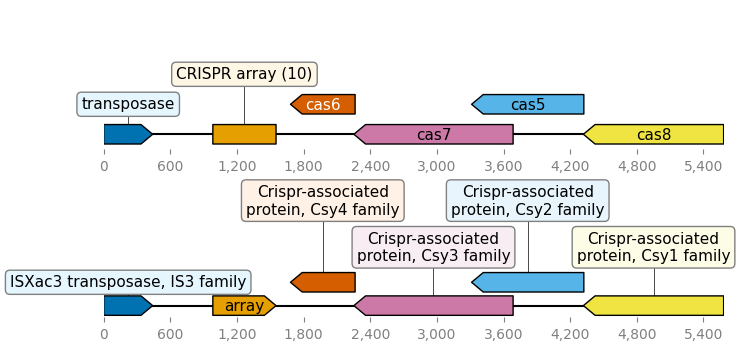 CRISPR array (10)
transposase
cas6
cas5
cas7
cas8
0 600 1,200 1,800 2,400 3,000 3,600 4,200 4,800 5,400
Crispr-associated
protein, Csy4 family
Crispr-associated
protein, Csy2 family
Crispr-associated
protein, Csy3 family
Crispr-associated
protein, Csy1 family
ISXac3 transposase, IS3 family
array
0 600 1,200 1,800 2,400 3,000 3,600 4,200 4,800 5,400